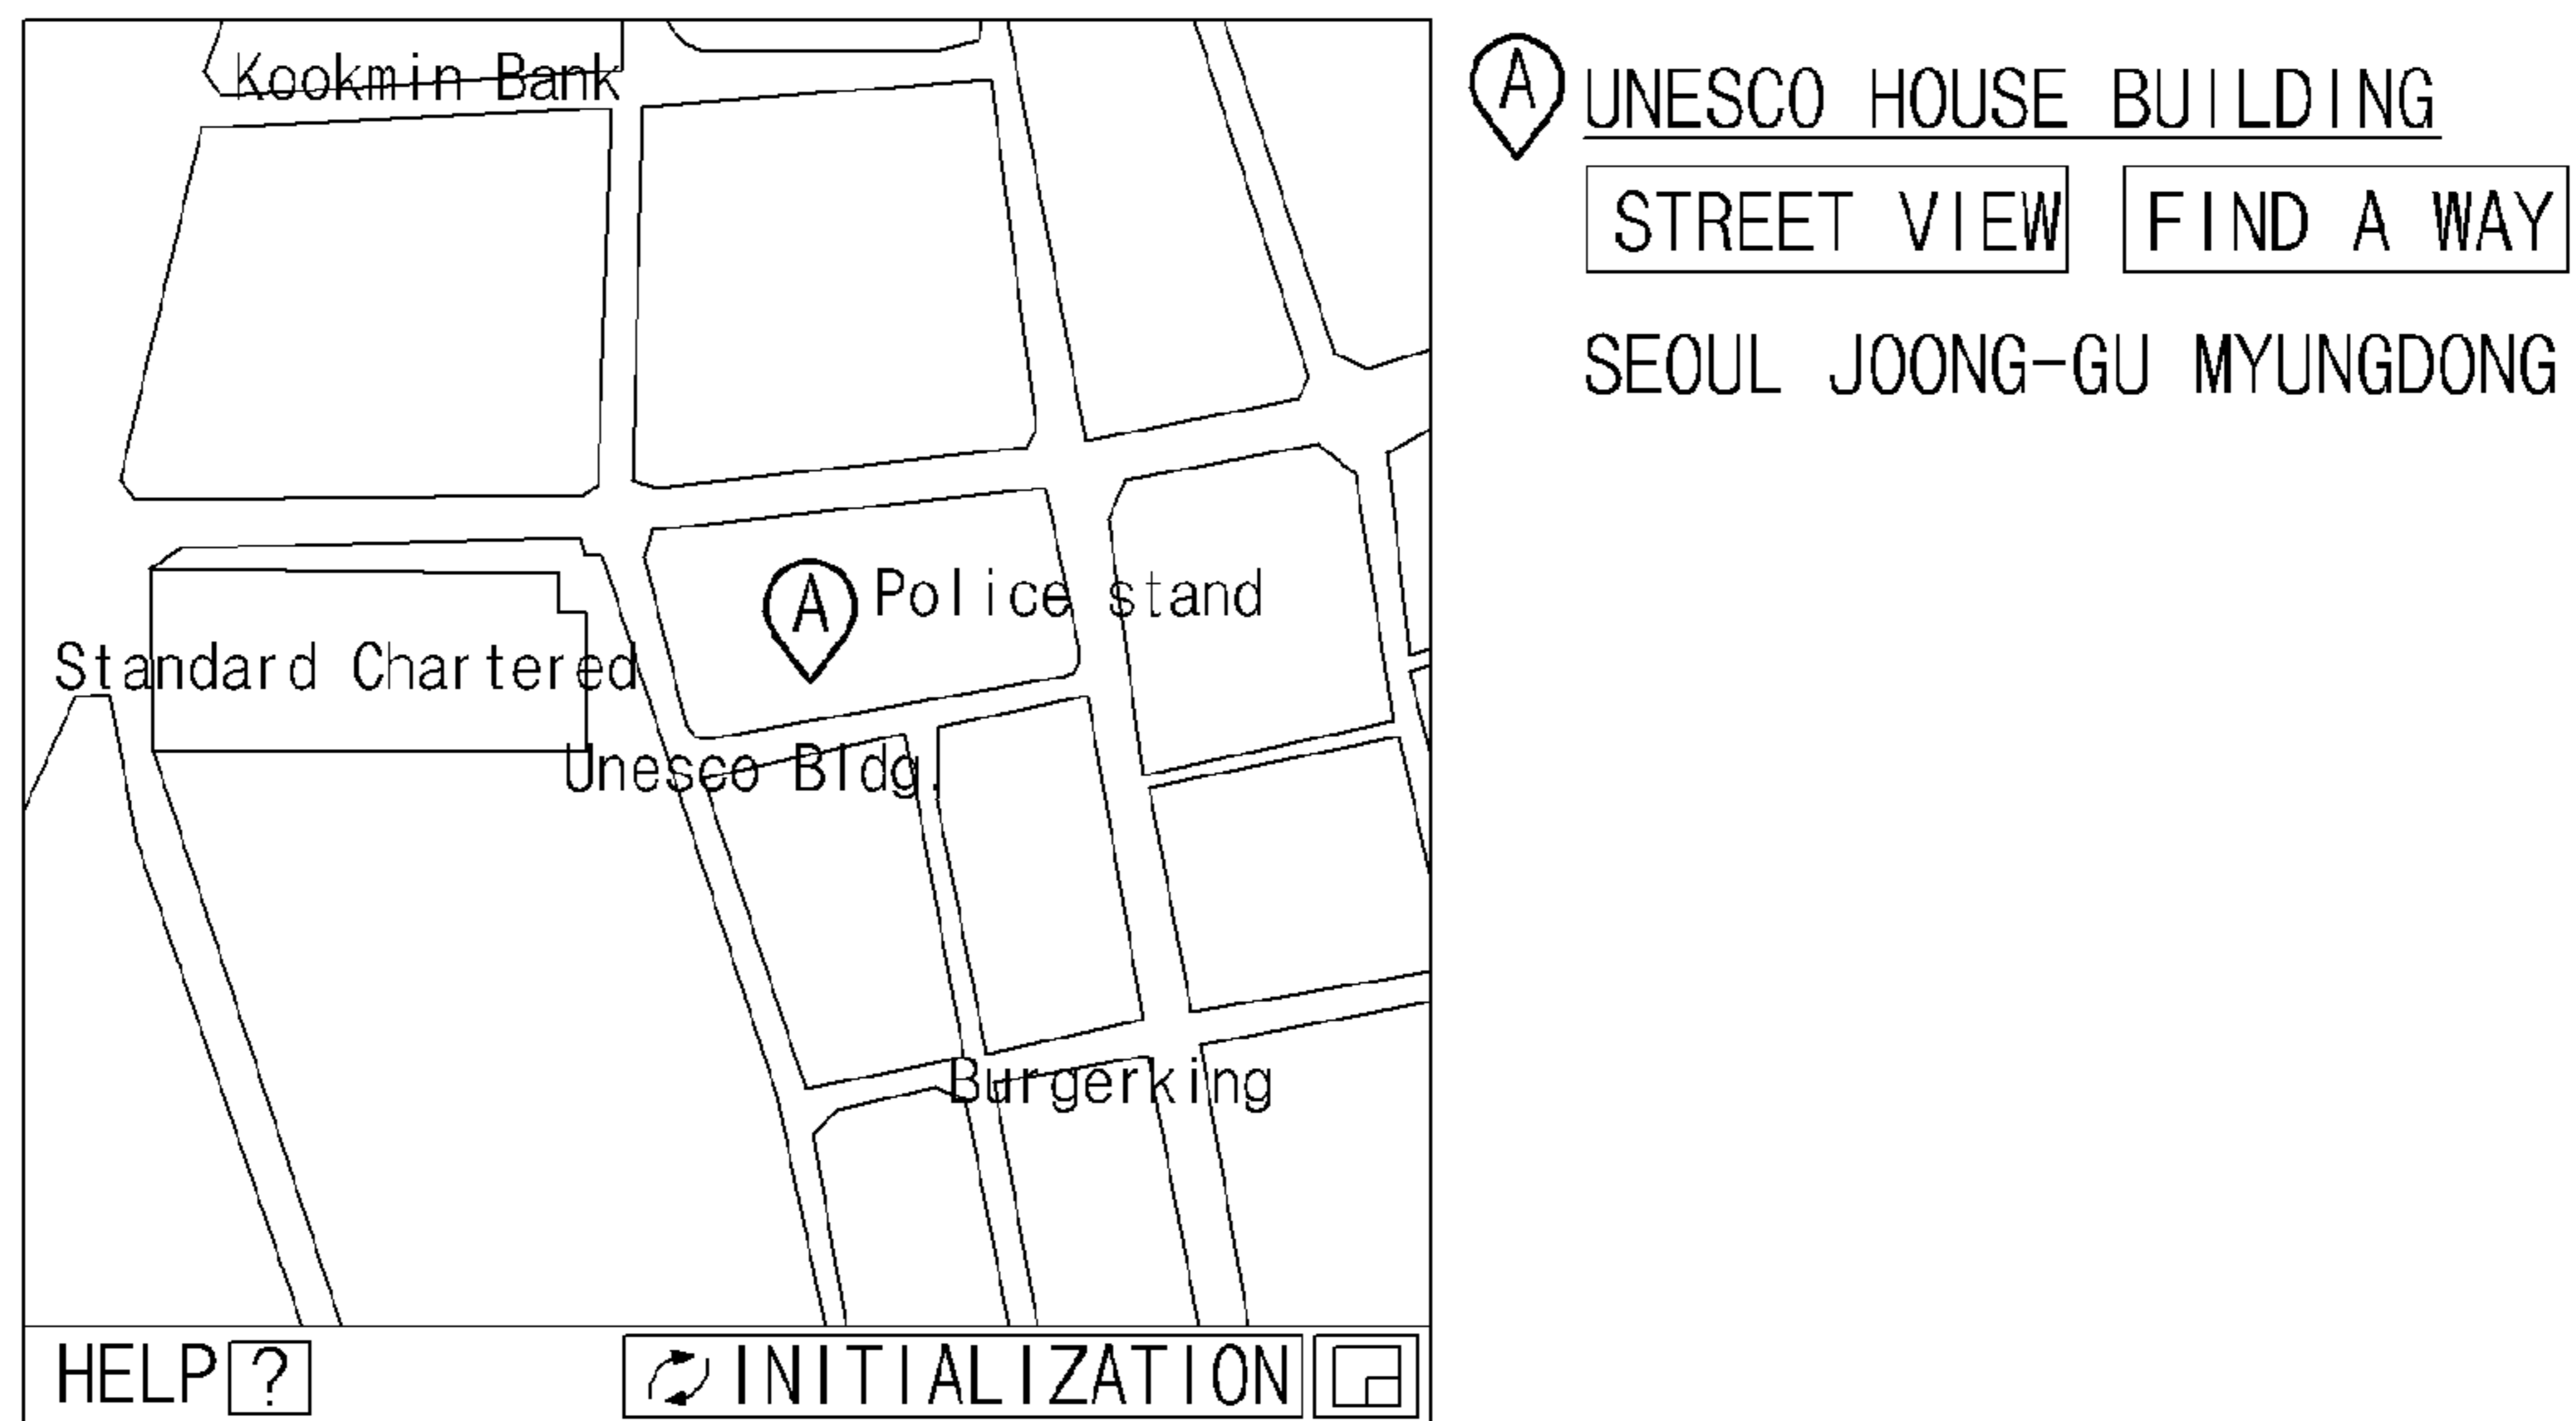 Kookmin Bank
A Police stand
Standard Chartered
Unesco Bldg.
Burgerking
HELP ?
INITIALIZATION
A UNESCO HOUSE BUILDING
STREET VIEW FIND A WAY
SEOUL JOONG-GU MYUNGDONG